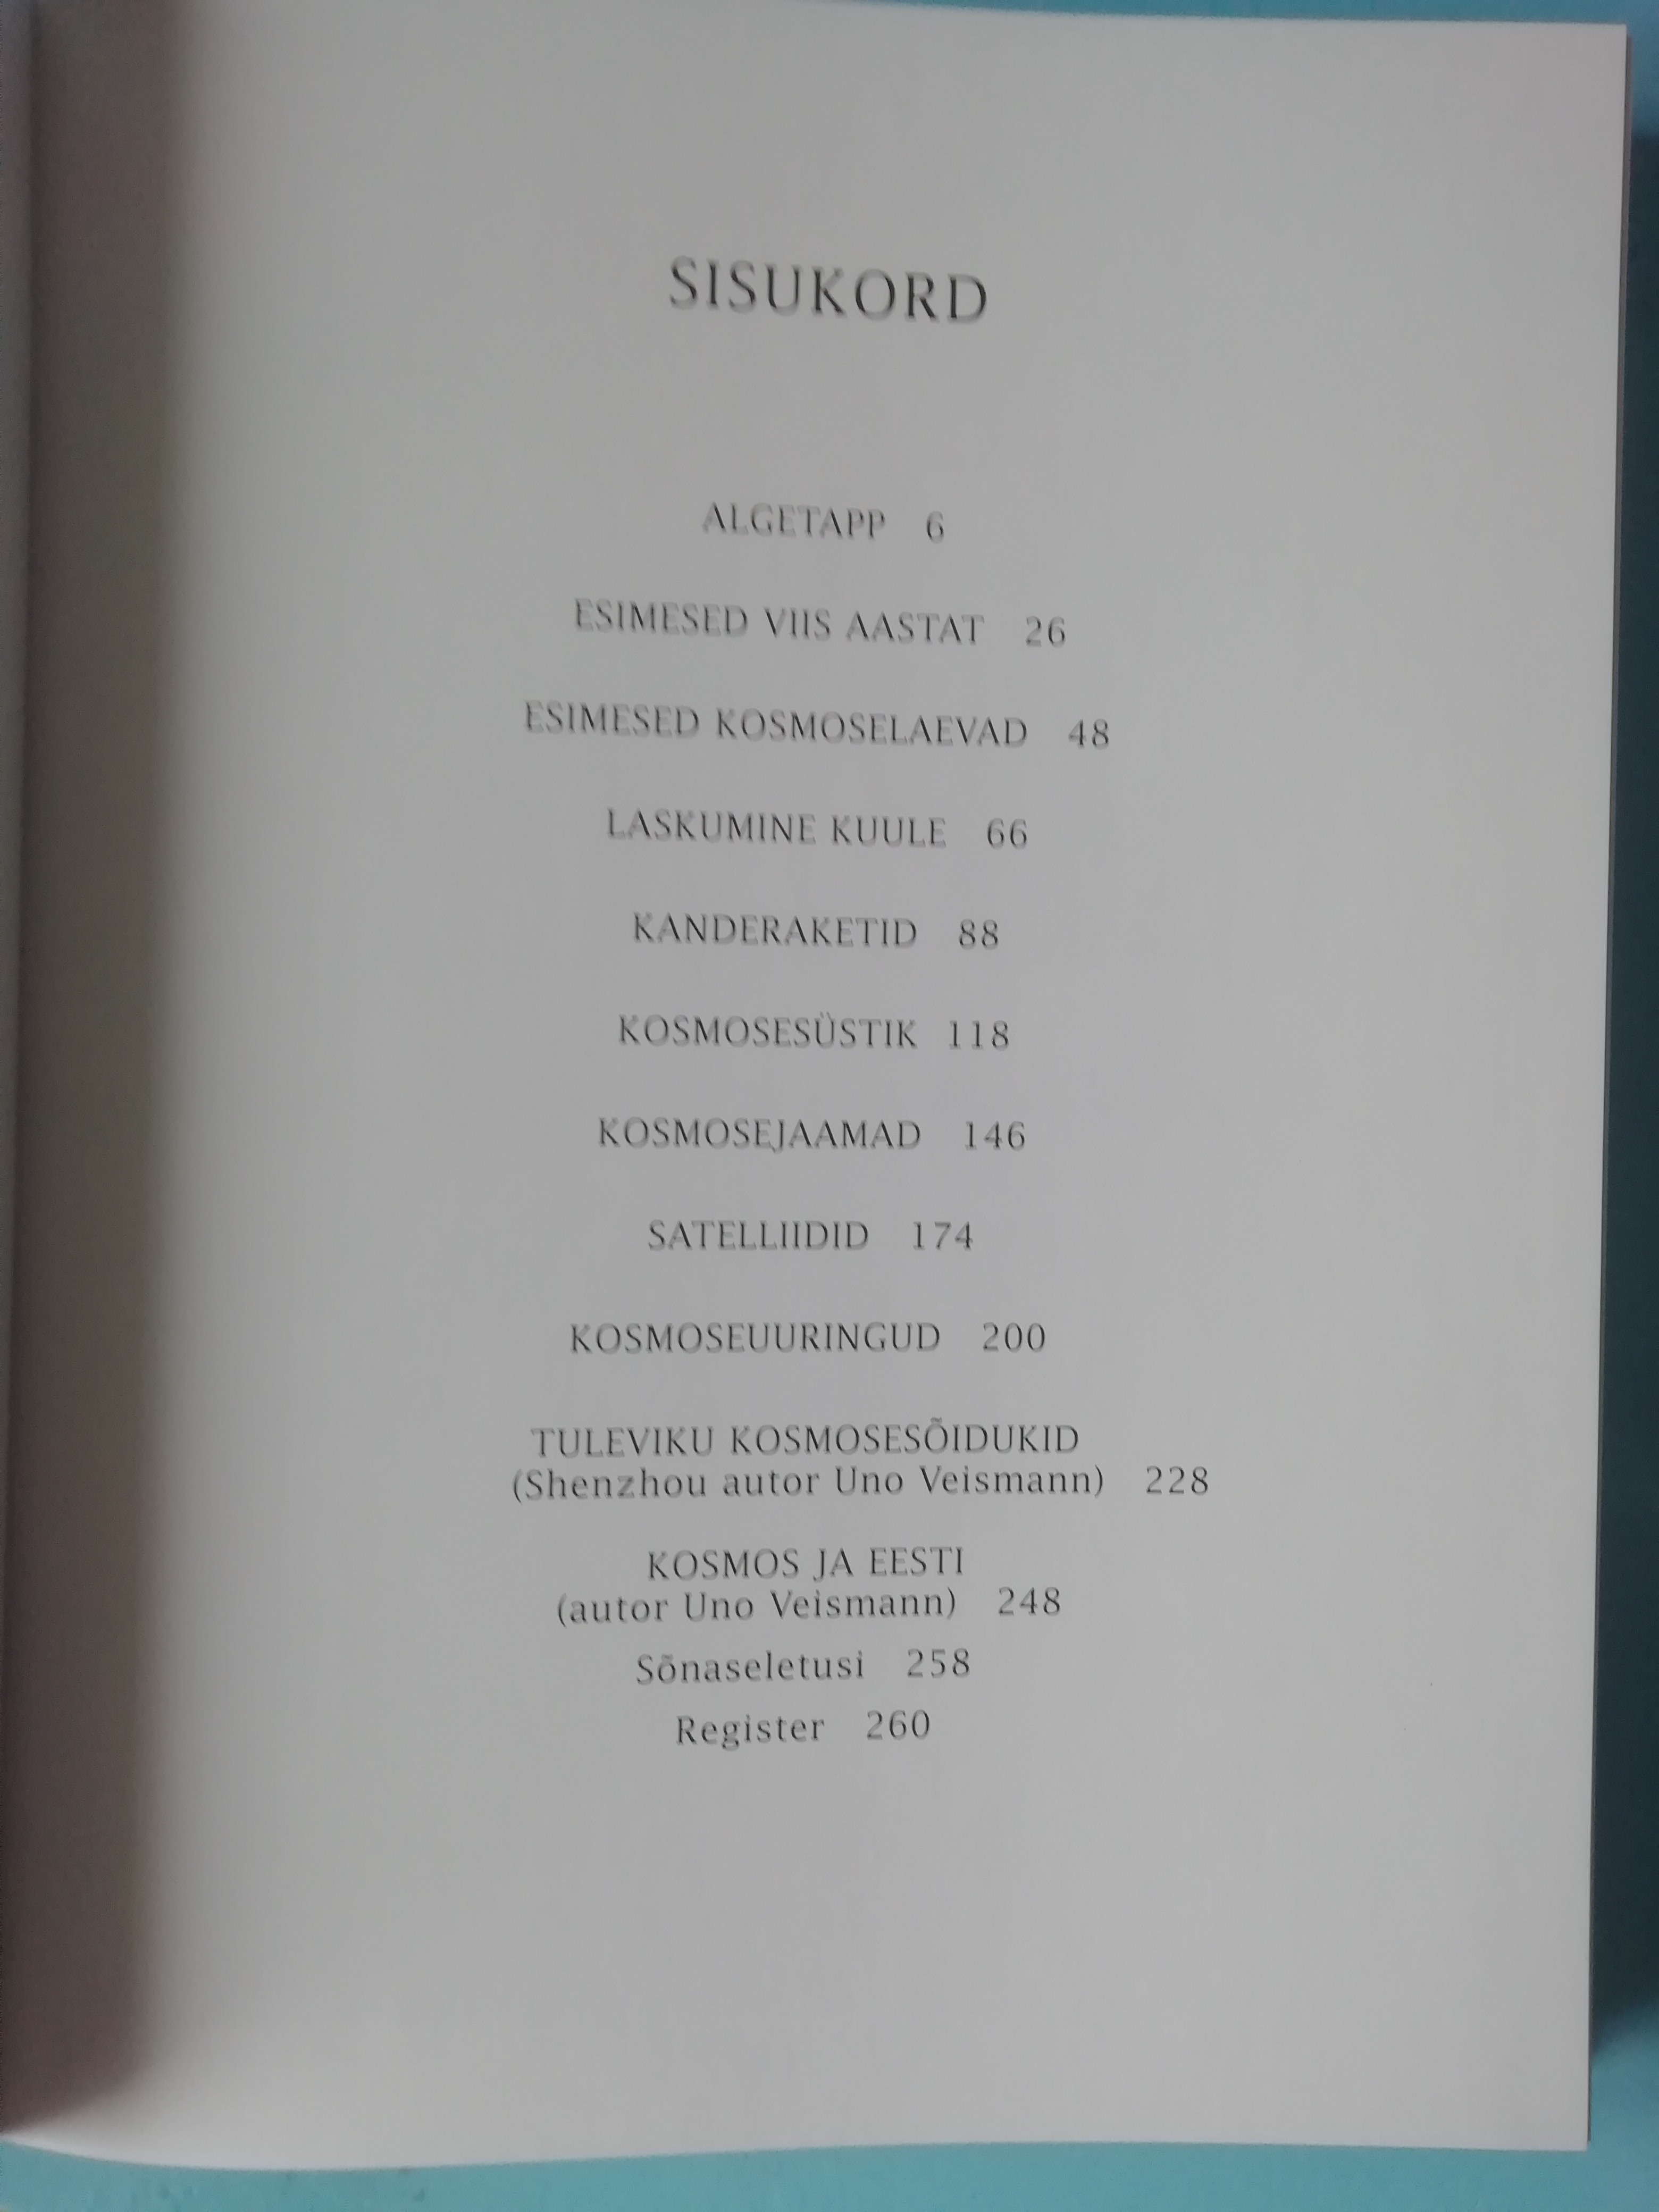 SISUKORD
ALGETAPP 6
ESIMESED VIIS AASTAT 26
ESIMESED KOSMOSELAEVAD 48
LASKUMINE KUULE 66
KANDERAKETID 88
KOSMOSESÜSTIK 118
KOSMOSEJAAMAD 146
SATELLIIDID 174
KOSMOSEUURINGUD 200
TULEVIKU KOSMOSESÕIDUKID
(Shenzhou autor Uno Veismann) 228
KOSMOS JA EESTI
(autor Uno Veismann) 248
Sõnaseletusi 258
Register 260